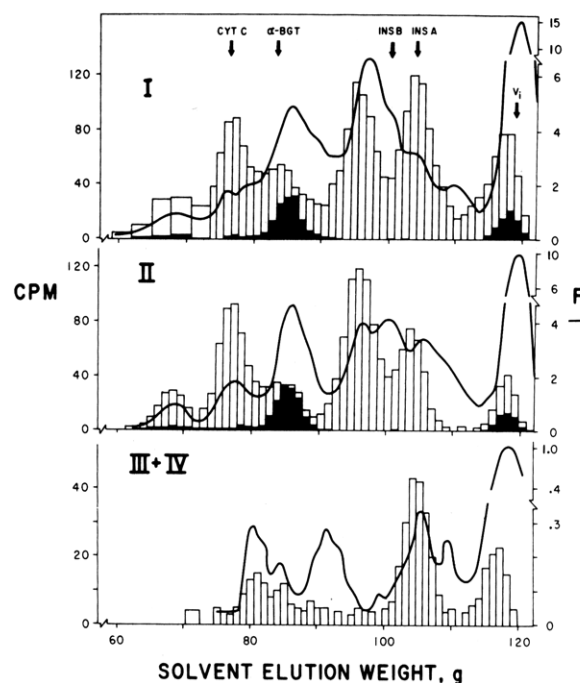 CYT C α-BGT INS B INS A
15
I
120 10
8
Vi
80
4
40
2
0 0
II
120 10
6
CPM 80 4 F
40 2
0 0
III + IV
1.0
40 .4
.3
20
0 0
60 80 100 120
SOLVENT ELUTION WEIGHT, g